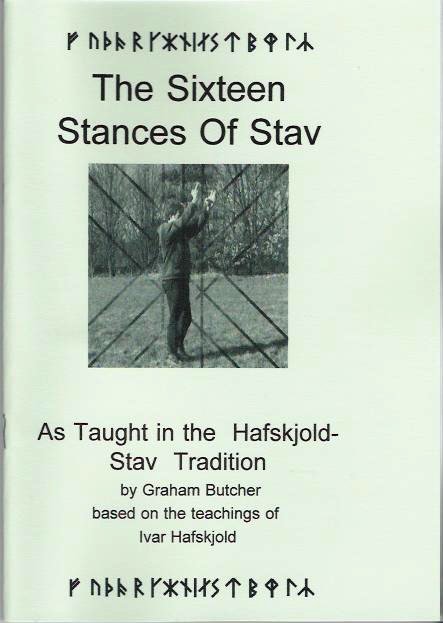 ᚠ ᚢ ᚦ ᚨ ᚱ ᚴ ᚼ ᚾ ᛁ ᛅ ᛋ ᛏ ᛒ ᛘ ᛚ ᛦ
The Sixteen
Stances Of Stav
As Taught in the Hafskjold-
Stav Tradition
by Graham Butcher
based on the teachings of
Ivar Hafskjold
ᚠ ᚢ ᚦ ᚨ ᚱ ᚴ ᚼ ᚾ ᛁ ᛅ ᛋ ᛏ ᛒ ᛘ ᛚ ᛦ